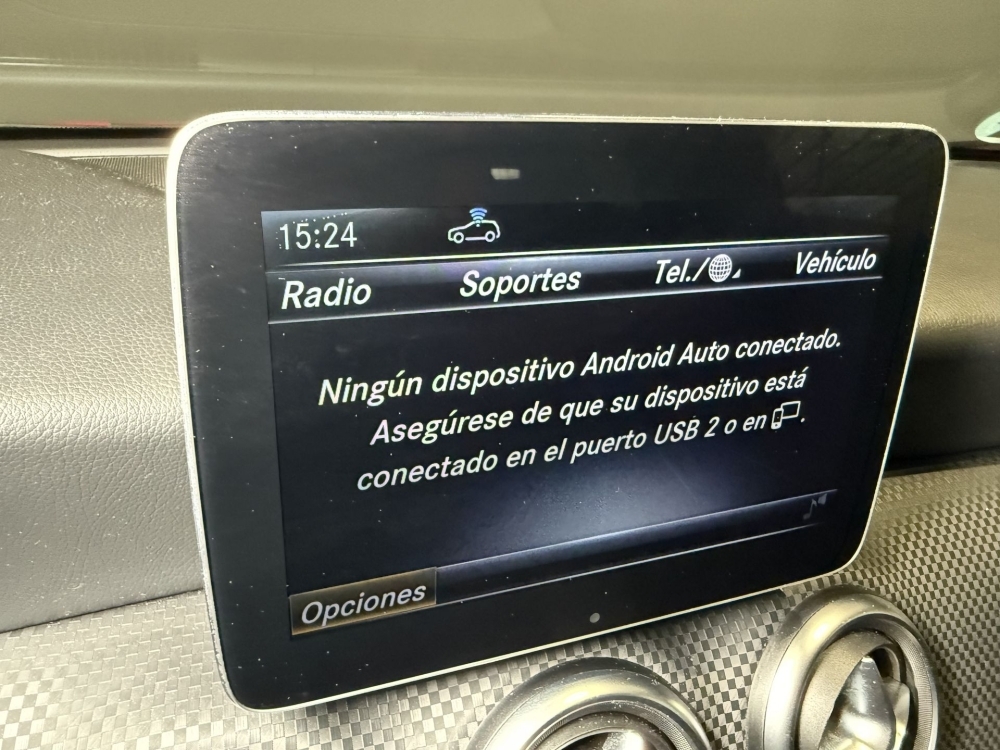 15:24
Radio Soportes Tel./ Vehículo
Ningún dispositivo Android Auto conectado.
Asegúrese de que su dispositivo está
conectado en el puerto USB 2 o en .
Opciones